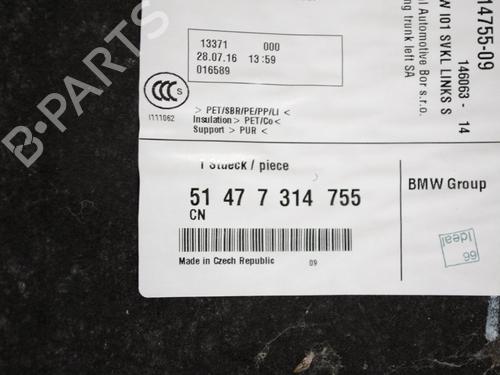 13371 000
28.07.16 13:59
016589
CCC S
I111062
> PET/SBR/PE/PP/LI <
Insulation > PET/Co <
Support > PUR <
1 Stueck / piece
51 47 7 314 755
CN
Made in Czech Republic 09
BMW Group
66
Ideal
14755-09
146063 - 14
W I01 SVKL LINKS S
l Automotive Bor s.r.o.
ng trunk left SA
B-PARTS